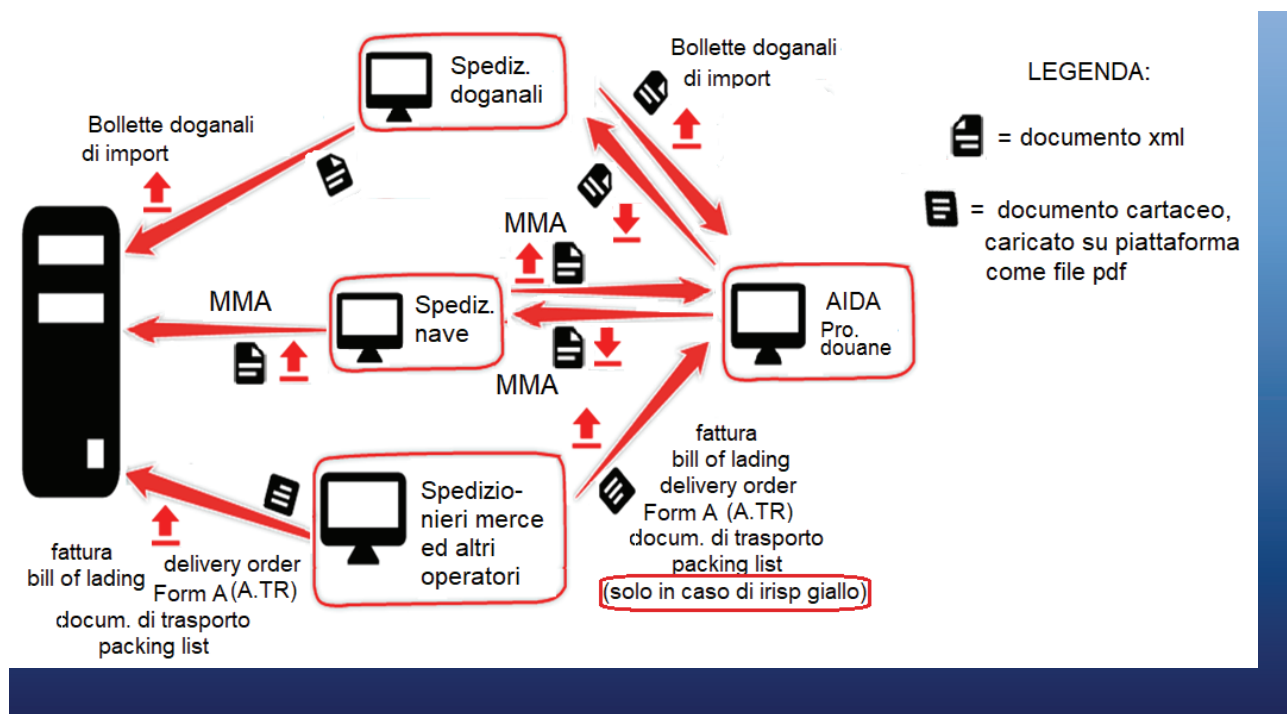 Spediz.
doganali
Bollette doganali
di import
LEGENDA:
= documento xml
= documento cartaceo,
caricato su piattaforma
come file pdf
Bollette doganali
di import
MMA
MMA
Spediz.
nave
MMA
AIDA
Pro.
douane
Spedizio-
nieri merce
ed altri
operatori
fattura
bill of lading
delivery order
Form A (A.TR)
docum. di trasporto
packing list
(solo in caso di irisp giallo)
fattura
bill of lading
delivery order
Form A (A.TR)
docum. di trasporto
packing list